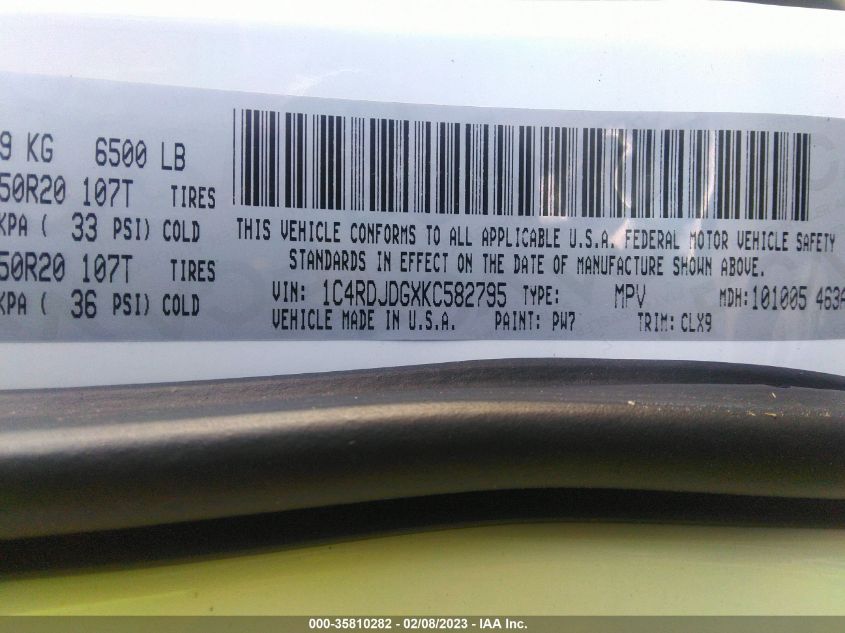 9 KG 6500 LB
50R20 107T TIRES
KPA ( 33 PSI) COLD
50R20 107T TIRES
KPA ( 36 PSI) COLD
THIS VEHICLE CONFORMS TO ALL APPLICABLE U.S.A. FEDERAL MOTOR VEHICLE SAFETY
STANDARDS IN EFFECT ON THE DATE OF MANUFACTURE SHOWN ABOVE.
VIN: 1C4RDJDGXKC582795 TYPE: MPV MDH:101005 463A
VEHICLE MADE IN U.S.A. PAINT: PW7 TRIM: CLX9
000-35810282 - 02/08/2023 - IAA Inc.